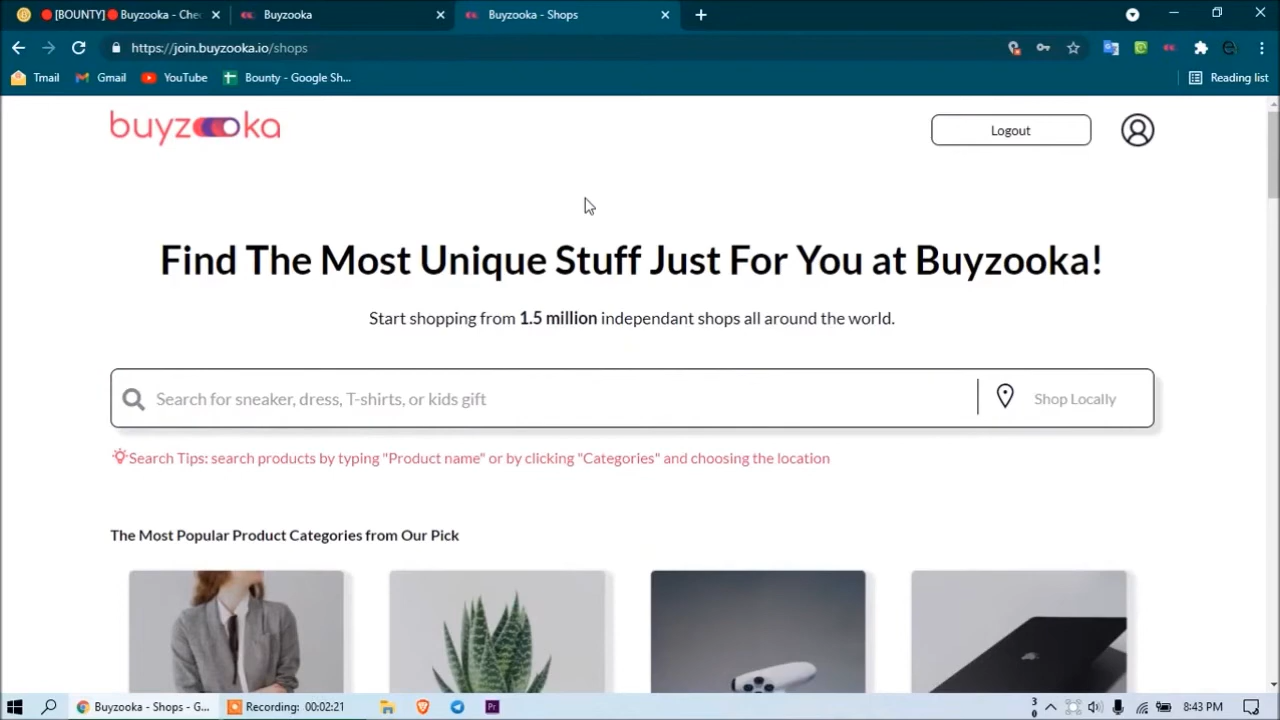 [BOUNTY]🔴 Buyzooka - Chec
Buyzooka
Buyzooka - Shops
https://join.buyzooka.io/shops
Tmail
Gmail
YouTube
Bounty - Google Sh...
Reading list
buyzooka
Logout
Find The Most Unique Stuff Just For You at Buyzooka!
Start shopping from 1.5 million independant shops all around the world.
Search for sneaker, dress, T-shirts, or kids gift
Shop Locally
Search Tips: search products by typing "Product name" or by clicking "Categories" and choosing the location
The Most Popular Product Categories from Our Pick
Buyzooka - Shops - G...
Recording: 00:02:21
Pr
3
0
8:43 PM